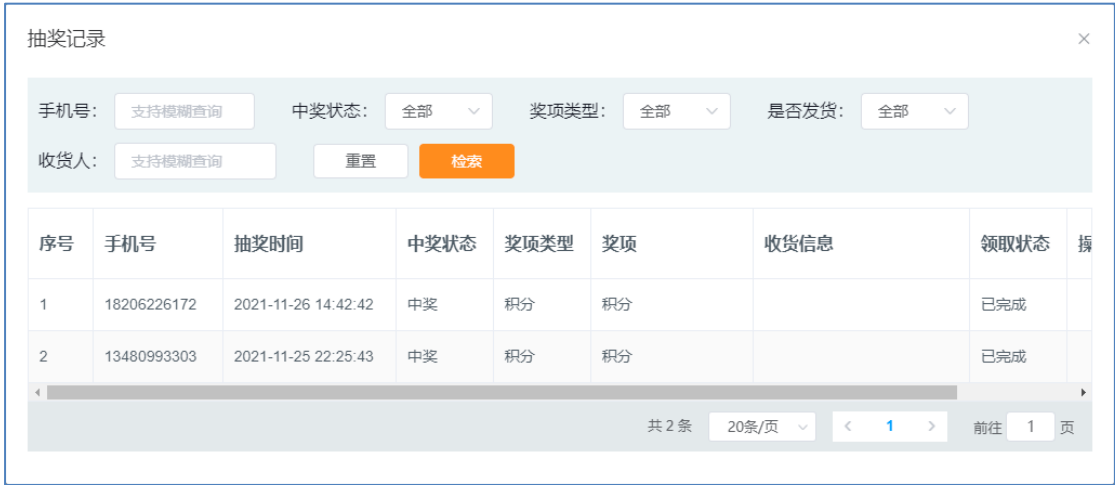 抽奖记录
手机号： 支持模糊查询 中奖状态： 全部 奖项类型： 全部 是否发货： 全部
收货人： 支持模糊查询 重置 检索
序号 手机号 抽奖时间 中奖状态 奖项类型 奖项 收货信息 领取状态 操
1 18206226172 2021-11-26 14:42:42 中奖 积分 积分 已完成
2 13480993303 2021-11-25 22:25:43 中奖 积分 积分 已完成
共 2 条 20条/页 1 前往 1 页